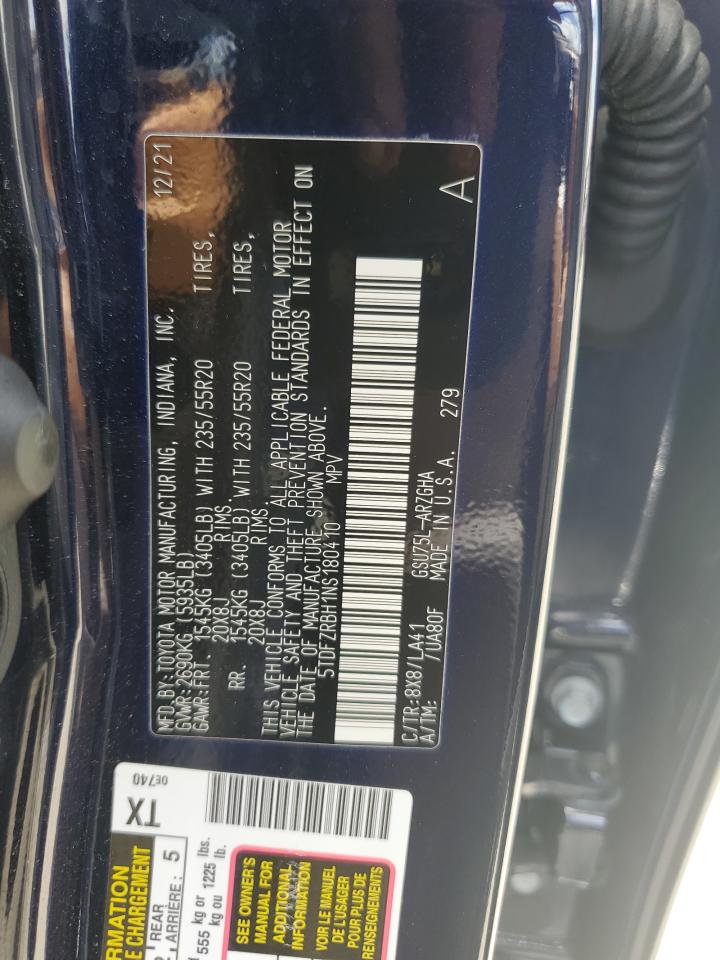 MFD.BY:TOYOTA MOTOR MANUFACTURING, INDIANA, INC. 12/21
GVWR:2690KG (5935LB)
GAWR:FRT. 1545KG (3405LB) WITH 235/55R20 TIRES,
20X8J RIMS
RR. 1545KG (3405LB) WITH 235/55R20 TIRES,
20X8J RIMS
THIS VEHICLE CONFORMS TO ALL APPLICABLE FEDERAL MOTOR
VEHICLE SAFETY AND THEFT PREVENTION STANDARDS IN EFFECT ON
THE DATE OF MANUFACTURE SHOWN ABOVE.
5TDFZRBH1NS180410 MPV
C/TR:8X8/LA41 GSU75L-ARZGHA
A/TM: /UA80F MADE IN U.S.A. 279 A
TX
0E740
E CHARGEMENT
REAR
ARRIÈRE : 5
555 kg or 1225 lbs.
kg ou 1225 lb.
SEE OWNER'S
MANUAL FOR
ADDITIONAL
VOIR LE MANUEL
DE L'USAGER
POUR PLUS DE
RENSEIGNEMENTS